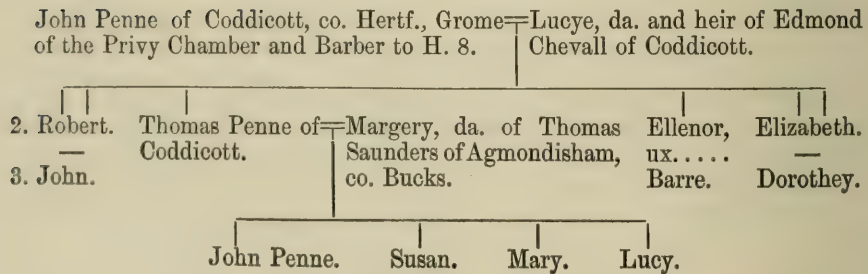 John Penne of Coddicott, co. Hertf., Grome Lucye, da. and heir of Edmond
of the Privy Chamber and Barber to H. 8. Chevall of Coddicott.
2. Robert. Thomas Penne of Margery, da. of Thomas Ellenor, Elizabeth.
— Coddicott. Saunders of Agmondisham, ux..... —
3. John. co. Bucks. Barre. Dorothey.
John Penne. Susan. Mary. Lucy.